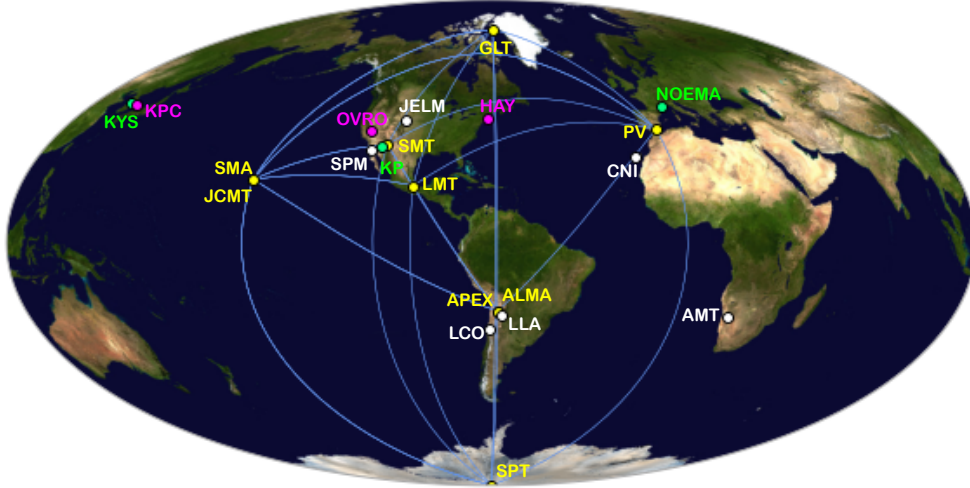 GLT
NOEMA
JELM
HAY
KPC
KYS
OVRO
PV
SMT
SPM
KP
CNI
SMA
LMT
JCMT
APEX
ALMA
AMT
LLA
LCO
SPT